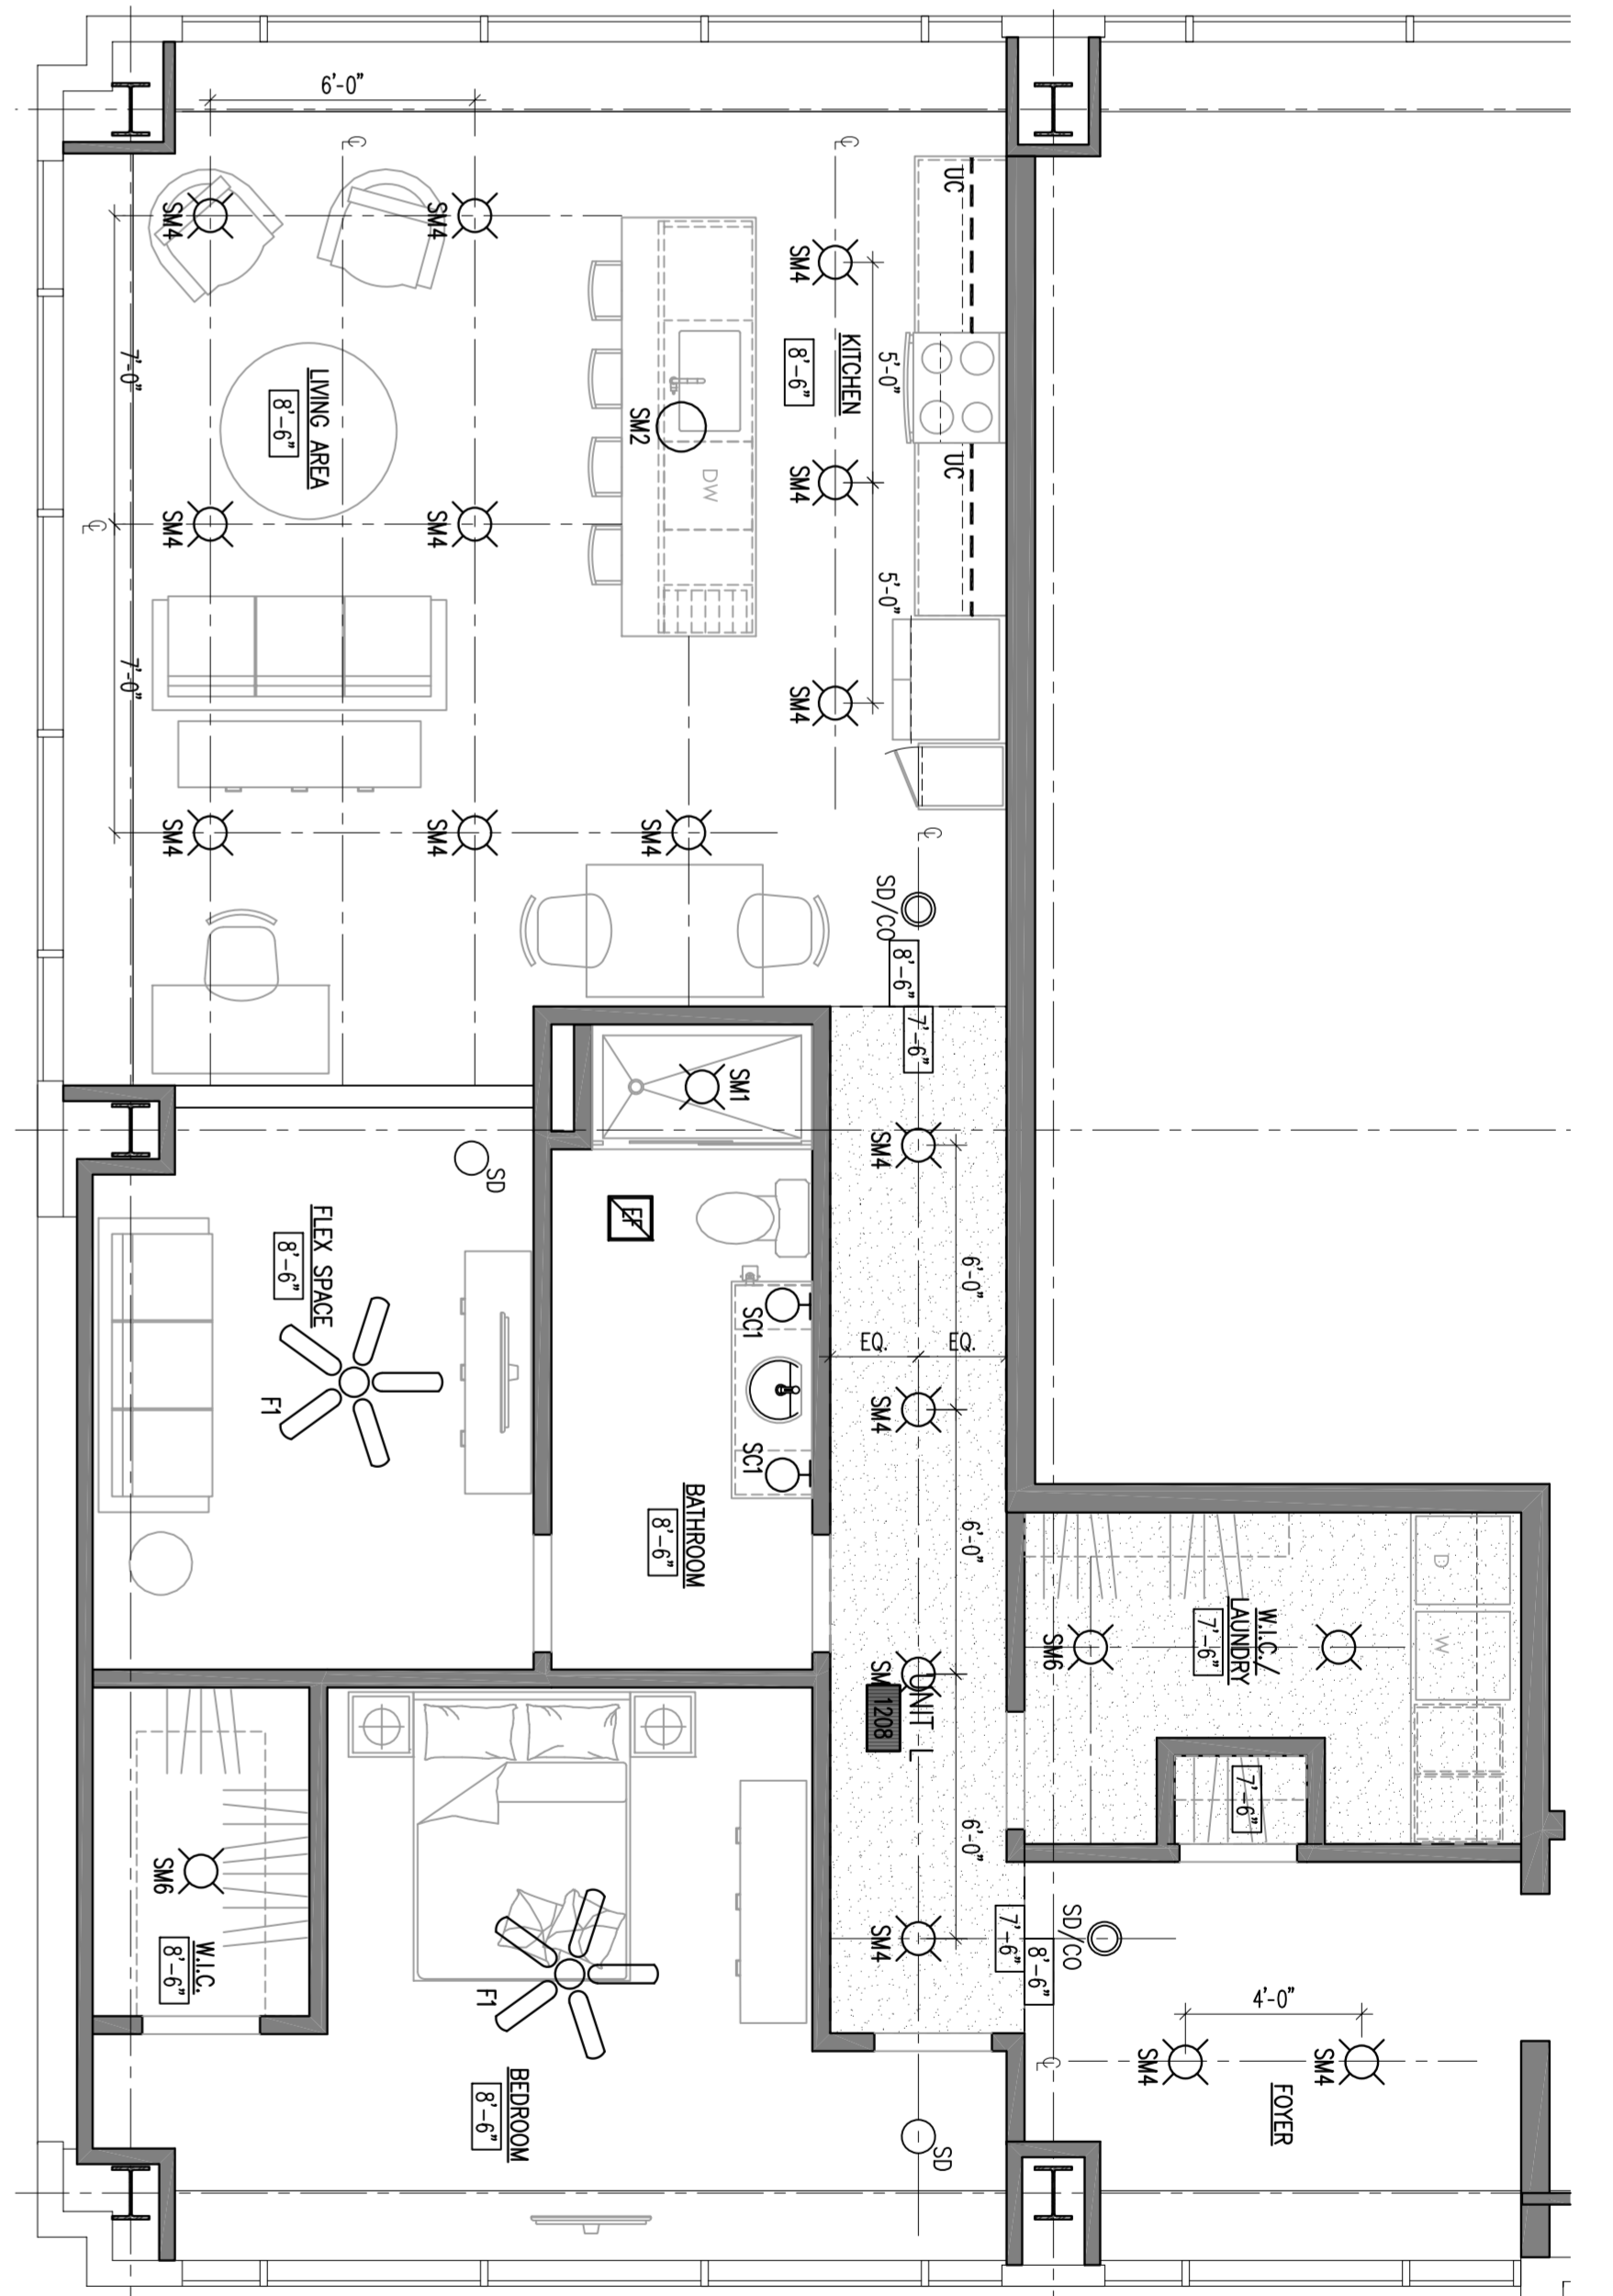 6'-0"
℄
℄
UC
SM4
SM4
SM4
KITCHEN
8'-6"
5'-0"
7'-0"
LIVING AREA
8'-6"
SM2
DW
UC
SM4
℄
SM4
SM4
5'-0"
7'-0"
SM4
SM4
SM4
SM4
℄
SD/CO
8'-6"
7'-6"
SM1
SM4
SD
EF
FLEX SPACE
8'-6"
6'-0"
SC1
EQ.
EQ.
F1
SM4
SC1
BATHROOM
8'-6"
6'-0"
D
W
W.I.C./
LAUNDRY
7'-6"
SM6
UNIT L
1208
7'-6"
6'-0"
SM6
W.I.C.
8'-6"
F1
SM4
7'-6"
8'-6"
SD/CO
4'-0"
SM4
SM4
℄
FOYER
BEDROOM
8'-6"
SD